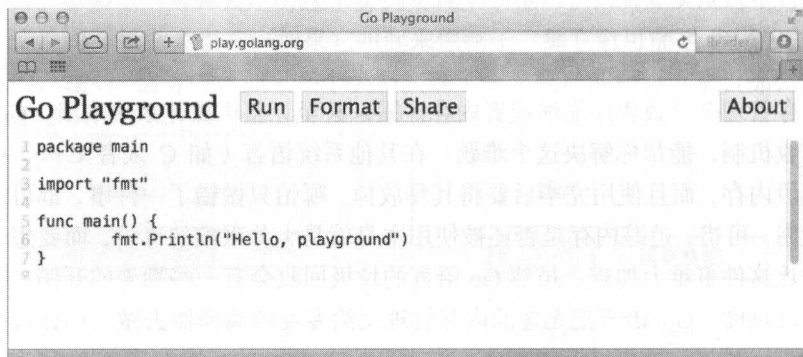 Go Playground
play.golang.org
Reader
Go Playground Run Format Share About
1 package main
2
3 import "fmt"
4
5 func main() {
6 fmt.Println("Hello, playground")
7 }
8